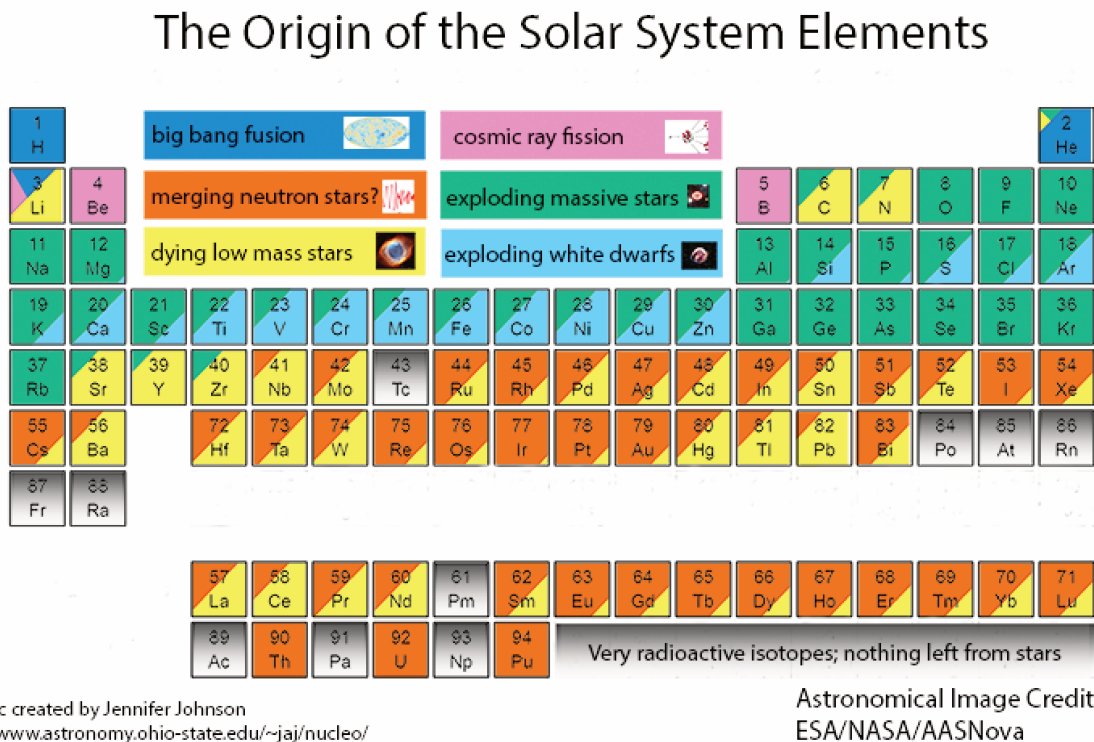 The Origin of the Solar System Elements
1 H
big bang fusion
cosmic ray fission
2 He
3 Li
4 Be
merging neutron stars?
exploding massive stars
5 B
6 C
7 N
8 O
9 F
10 Ne
11 Na
12 Mg
dying low mass stars
exploding white dwarfs
13 Al
14 Si
15 P
16 S
17 Cl
18 Ar
19 K
20 Ca
21 Sc
22 Ti
23 V
24 Cr
25 Mn
26 Fe
27 Co
28 Ni
29 Cu
30 Zn
31 Ga
32 Ge
33 As
34 Se
35 Br
36 Kr
37 Rb
38 Sr
39 Y
40 Zr
41 Nb
42 Mo
43 Tc
44 Ru
45 Rh
46 Pd
47 Ag
48 Cd
49 In
50 Sn
51 Sb
52 Te
53 I
54 Xe
55 Cs
56 Ba
72 Hf
73 Ta
74 W
75 Re
76 Os
77 Ir
78 Pt
79 Au
80 Hg
81 Tl
82 Pb
83 Bi
84 Po
85 At
86 Rn
87 Fr
88 Ra
57 La
58 Ce
59 Pr
60 Nd
61 Pm
62 Sm
63 Eu
64 Gd
65 Tb
66 Dy
67 Ho
68 Er
69 Tm
70 Yb
71 Lu
89 Ac
90 Th
91 Pa
92 U
93 Np
94 Pu
Very radioactive isotopes; nothing left from stars
c created by Jennifer Johnson
www.astronomy.ohio-state.edu/~jaj/nucleo/
Astronomical Image Credit
ESA/NASA/AASNova